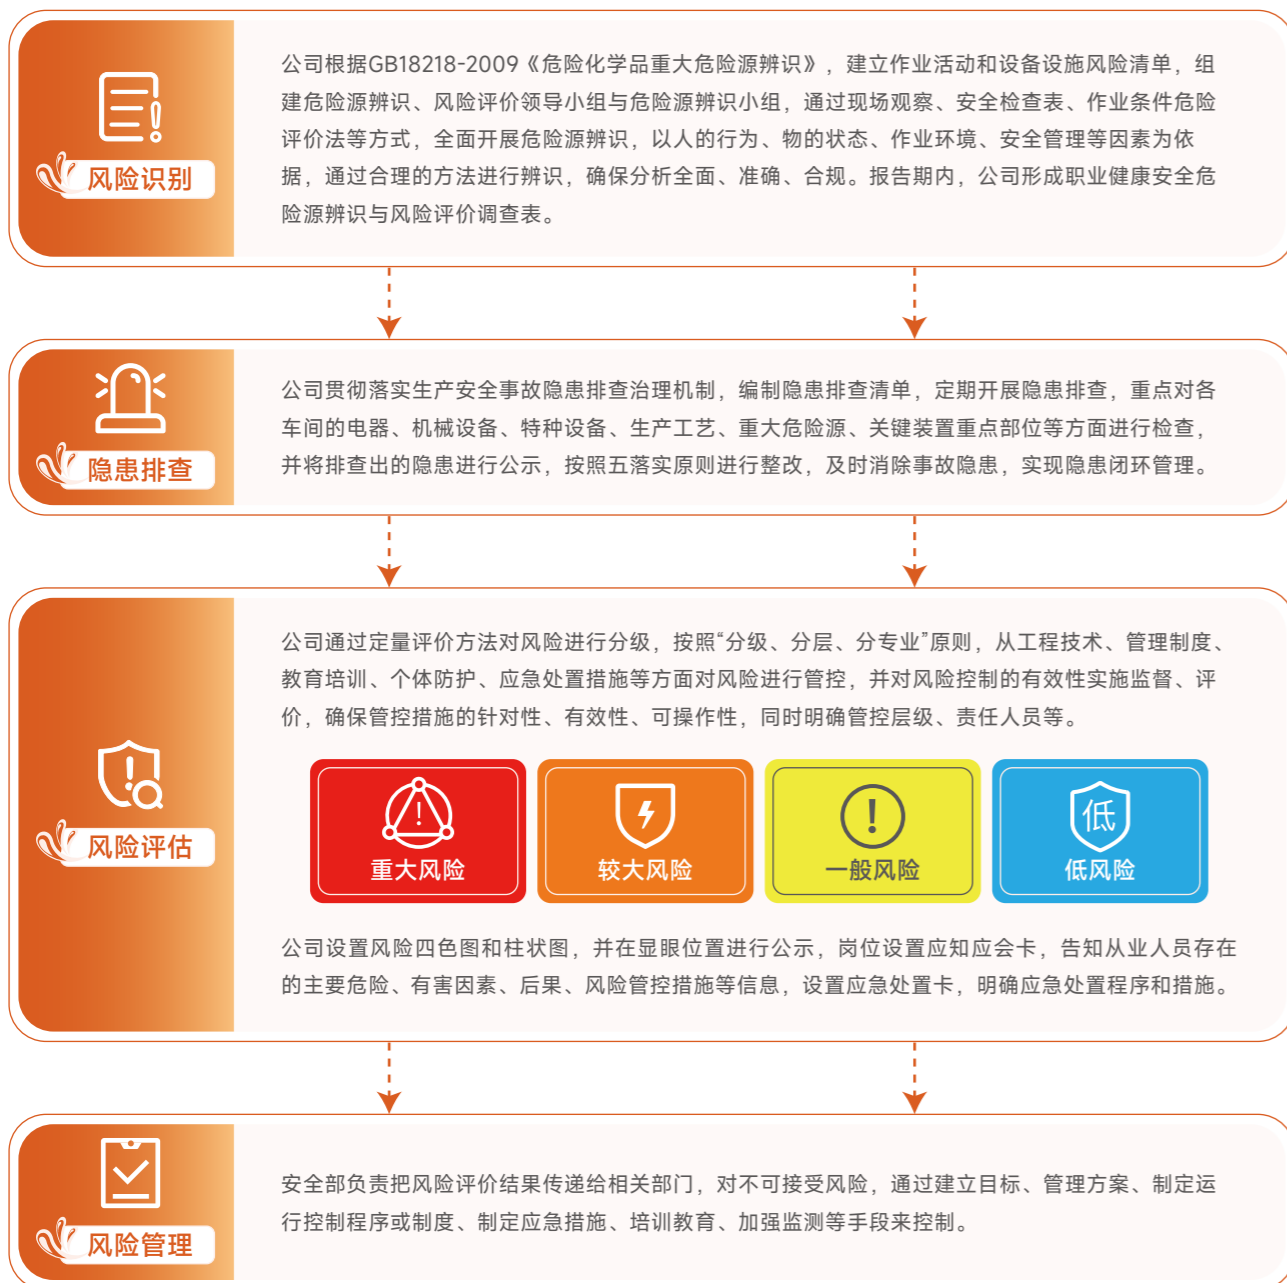 风险识别
公司根据GB18218-2009《危险化学品重大危险源辨识》，建立作业活动和设备设施风险清单，组
建危险源辨识、风险评价领导小组与危险源辨识小组，通过现场观察、安全检查表、作业条件危险
评价法等方式，全面开展危险源辨识，以人的行为、物的状态、作业环境、安全管理等因素为依
据，通过合理的方法进行辨识，确保分析全面、准确、合规。报告期内，公司形成职业健康安全危
险源辨识与风险评价调查表。
隐患排查
公司贯彻落实生产安全事故隐患排查治理机制，编制隐患排查清单，定期开展隐患排查，重点对各
车间的电器、机械设备、特种设备、生产工艺、重大危险源、关键装置重点部位等方面进行检查，
并将排查出的隐患进行公示，按照五落实原则进行整改，及时消除事故隐患，实现隐患闭环管理。
风险评估
公司通过定量评价方法对风险进行分级，按照“分级、分层、分专业”原则，从工程技术、管理制度、
教育培训、个体防护、应急处置措施等方面对风险进行管控，并对风险控制的有效性实施监督、评
价，确保管控措施的针对性、有效性、可操作性，同时明确管控层级、责任人员等。
重大风险
较大风险
一般风险
低
低风险
公司设置风险四色图和柱状图，并在显眼位置进行公示，岗位设置应知应会卡，告知从业人员存在
的主要危险、有害因素、后果、风险管控措施等信息，设置应急处置卡，明确应急处置程序和措施。
风险管理
安全部负责把风险评价结果传递给相关部门，对不可接受风险，通过建立目标、管理方案、制定运
行控制程序或制度、制定应急措施、培训教育、加强监测等手段来控制。